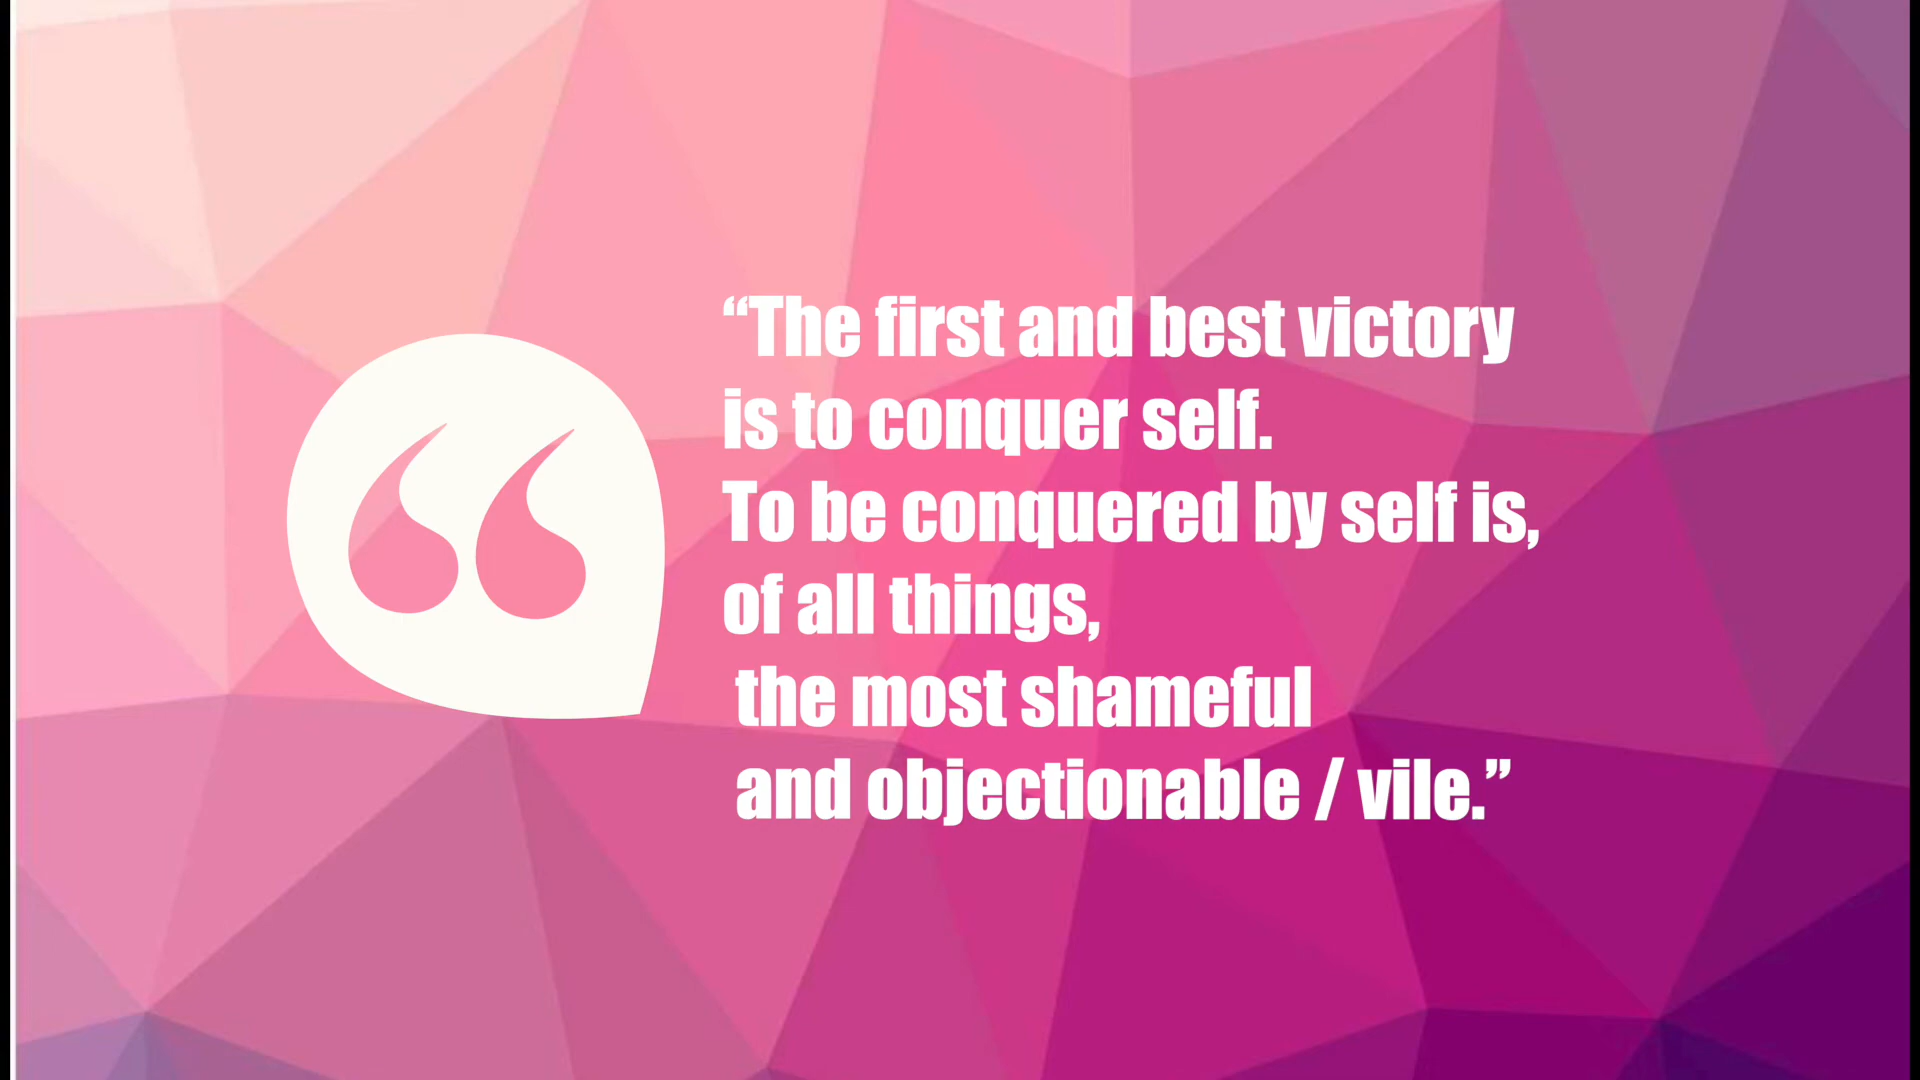 “The first and best victory
is to conquer self.
To be conquered by self is,
of all things,
the most shameful
and objectionable / vile.”